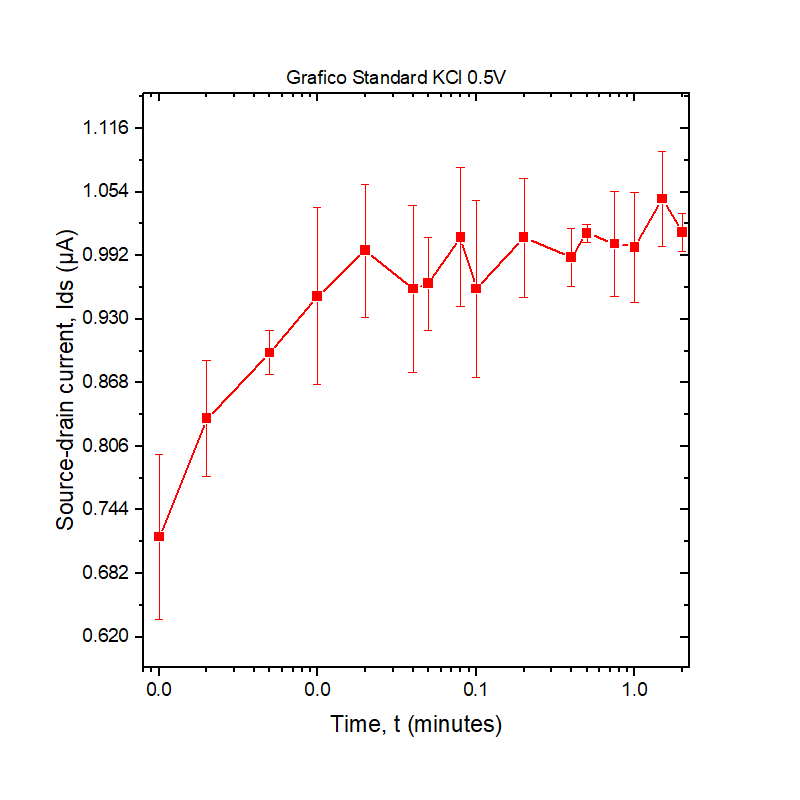 Grafico Standard KCl 0.5V
1.116
1.054
0.992
0.930
0.868
0.806
0.744
0.682
0.620
Source-drain current, Ids (µA)
0.0 0.0 0.1 1.0
Time, t (minutes)